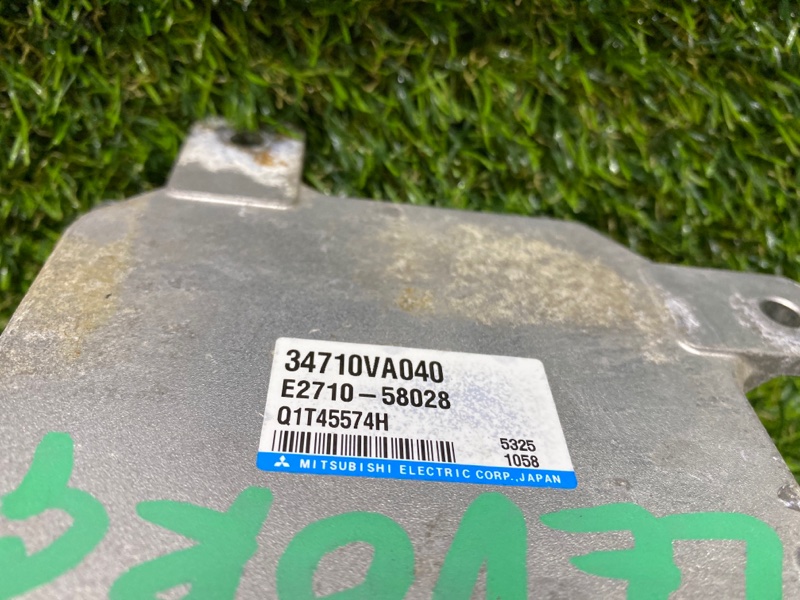 34710VA040
E2710-58028
Q1T45574H
5325
1058
MITSUBISHI ELECTRIC CORP., JAPAN